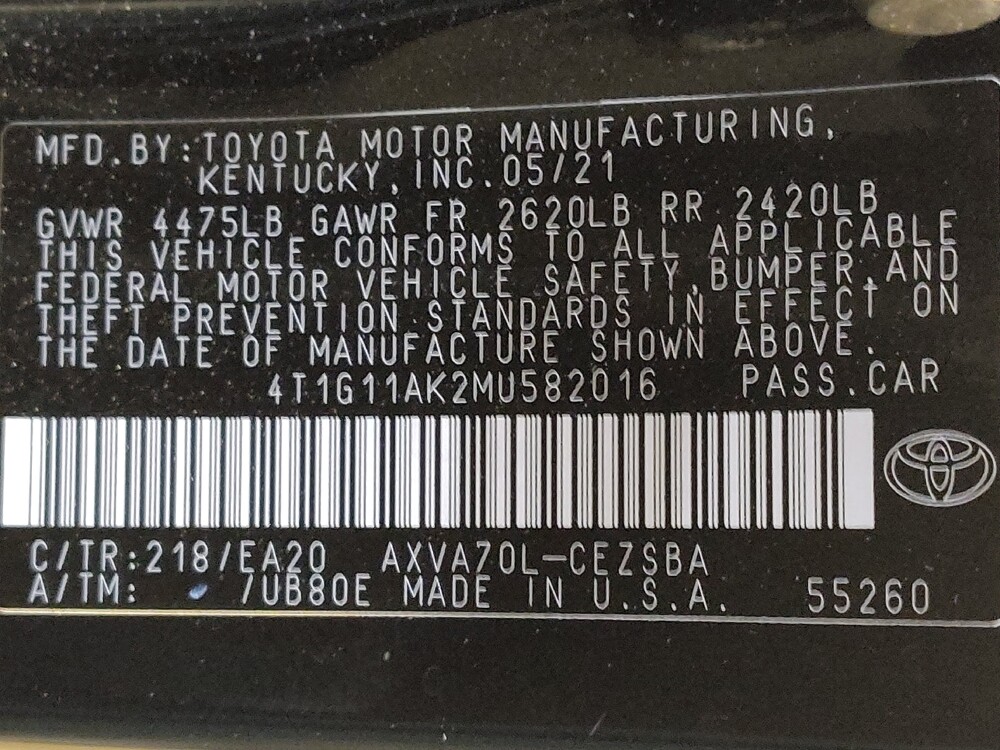 MFD.BY:TOYOTA MOTOR MANUFACTURING,
KENTUCKY, INC.05/21
GVWR 4475LB GAWR FR 2620LB RR 2420LB
THIS VEHICLE CONFORMS TO ALL APPLICABLE
FEDERAL MOTOR VEHICLE SAFETY,BUMPER,AND
THEFT PREVENTION STANDARDS IN EFFECT ON
THE DATE OF MANUFACTURE SHOWN ABOVE.
4T1G11AK2MU582016 PASS.CAR
C/TR:218/EA20 AXVA70L-CEZSBA
A/TM: /UB80E MADE IN U.S.A. 55260